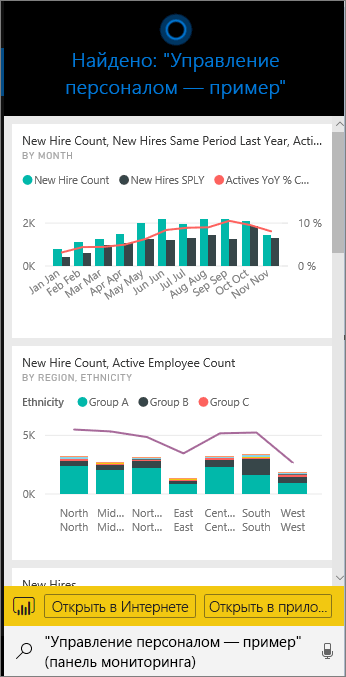 Найдено: "Управление
персоналом — пример"
New Hire Count, New Hires Same Period Last Year, Acti...
BY MONTH
New Hire Count New Hires SPLY Actives YoY % C...
2K 10 %
0K 0 %
Jan Jan Feb Feb Mar Mar Apr Apr May May Jun Jun Jul Jul Aug Aug Sep Sep Oct Oct Nov Nov
New Hire Count, Active Employee Count
BY REGION, ETHNICITY
Ethnicity Group A Group B Group C
5K
0K
North Mid... Nort... East Cent... South West
North Mid... Nort... East Cent... South West
New Hires
Открыть в Интернете Открыть в прило...
"Управление персоналом — пример"
(панель мониторинга)